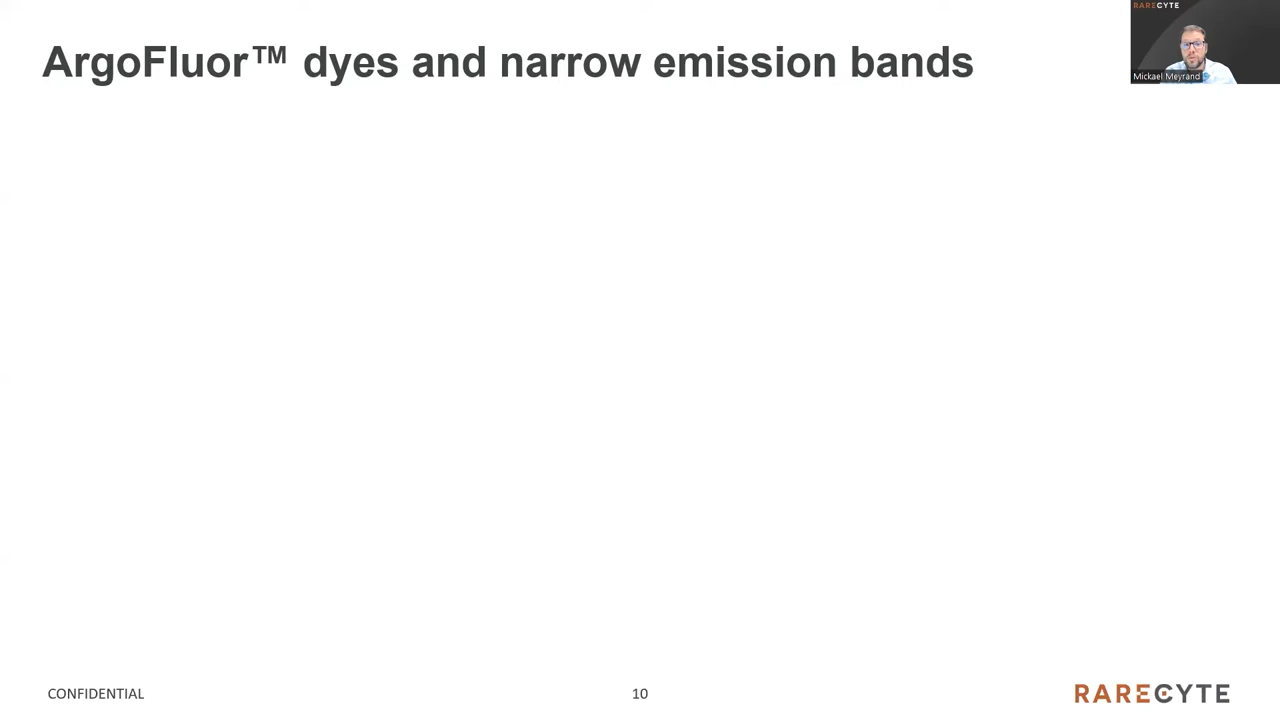 ArgoFluor™ dyes and narrow emission bands
RARECYTE
Mickael Meyrand
CONFIDENTIAL
10
RARECYTE